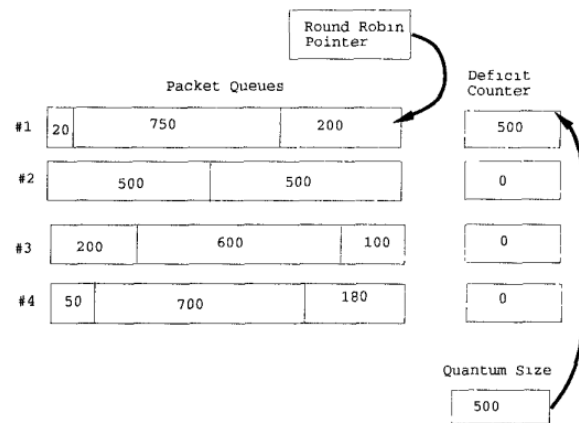 Round Robin
Pointer
Packet Queues
Deficit
Counter
#1 20 750 200 500
#2 500 500 0
#3 200 600 100 0
#4 50 700 180 0
Quantum Size
500